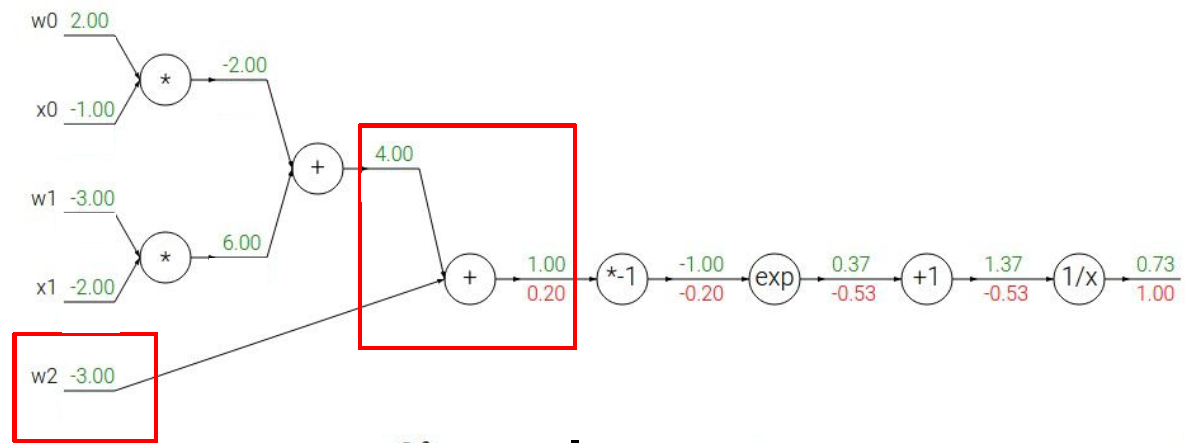 w0 2.00
* -2.00
x0 -1.00
+ 4.00
w1 -3.00
* 6.00
x1 -2.00
+ 1.00 *-1 -1.00 exp 0.37 +1 1.37 1/x 0.73
0.20 -0.20 -0.53 -0.53 1.00
w2 -3.00